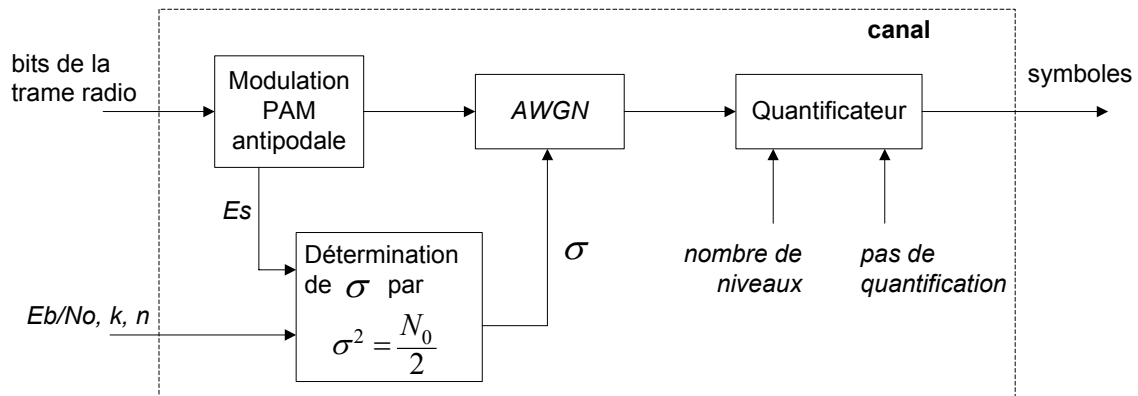 canal
bits de la
trame radio
Modulation
PAM
antipodale
AWGN
Quantificateur
symboles
Es
Détermination
de σ par
σ² = N₀/2
σ
nombre de
niveaux
pas de
quantification
Eb/No, k, n